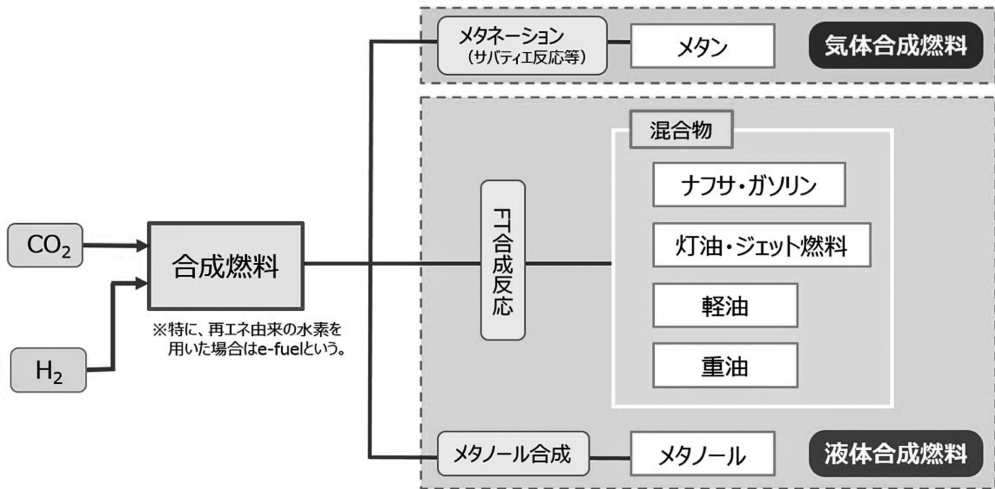 メタネーション
（サバティエ反応等）
メタン
気体合成燃料
混合物
ナフサ・ガソリン
灯油・ジェット燃料
軽油
重油
FT合成反応
CO₂
H₂
合成燃料
※特に、再エネ由来の水素を
用いた場合はe-fuelという。
メタノール合成
メタノール
液体合成燃料